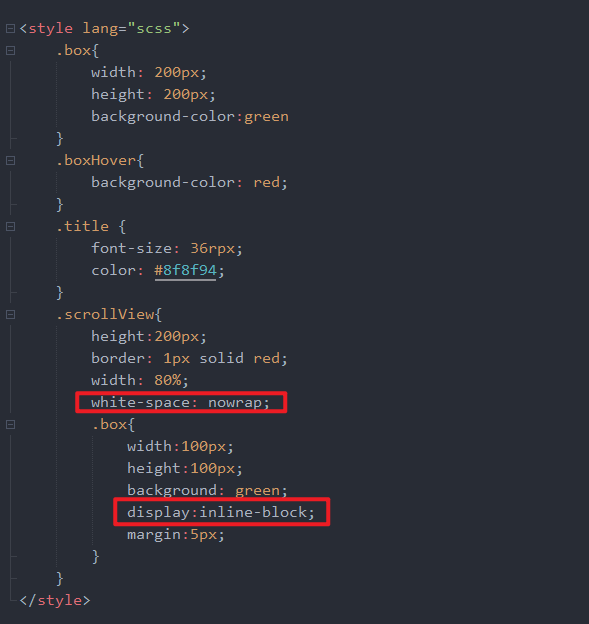 <style lang="scss">
.box{
width: 200px;
height: 200px;
background-color:green
}
.boxHover{
background-color: red;
}
.title {
font-size: 36rpx;
color: #8f8f94;
}
.scrollView{
height:200px;
border: 1px solid red;
width: 80%;
white-space: nowrap;
.box{
width:100px;
height:100px;
background: green;
display:inline-block;
margin:5px;
}
}
</style>